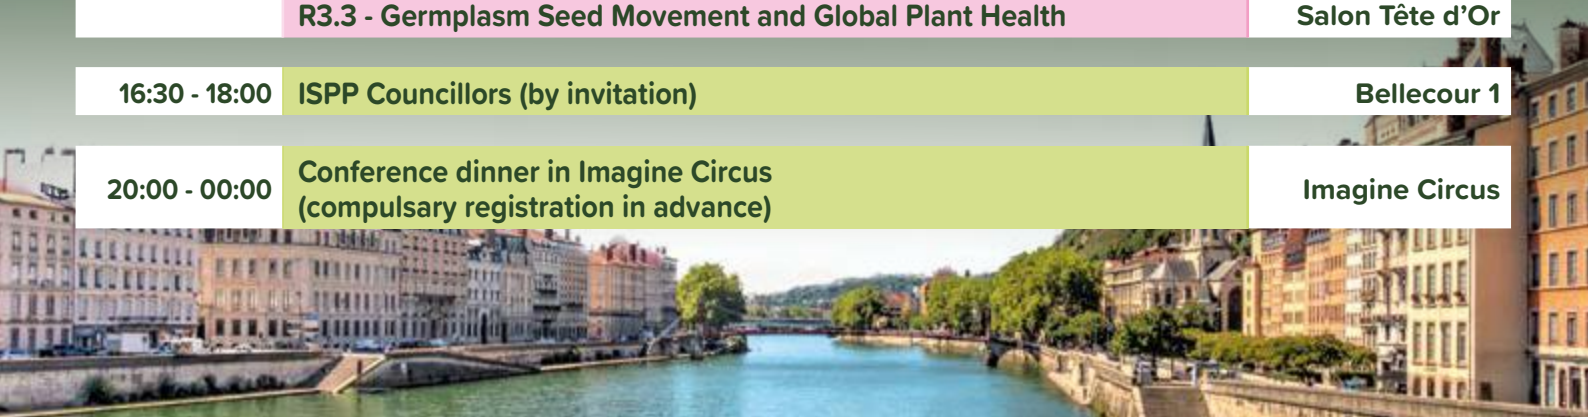 R3.3 - Germplasm Seed Movement and Global Plant Health
Salon Tête d’Or
16:30 - 18:00
ISPP Councillors (by invitation)
Bellecour 1
20:00 - 00:00
Conference dinner in Imagine Circus
(compulsary registration in advance)
Imagine Circus